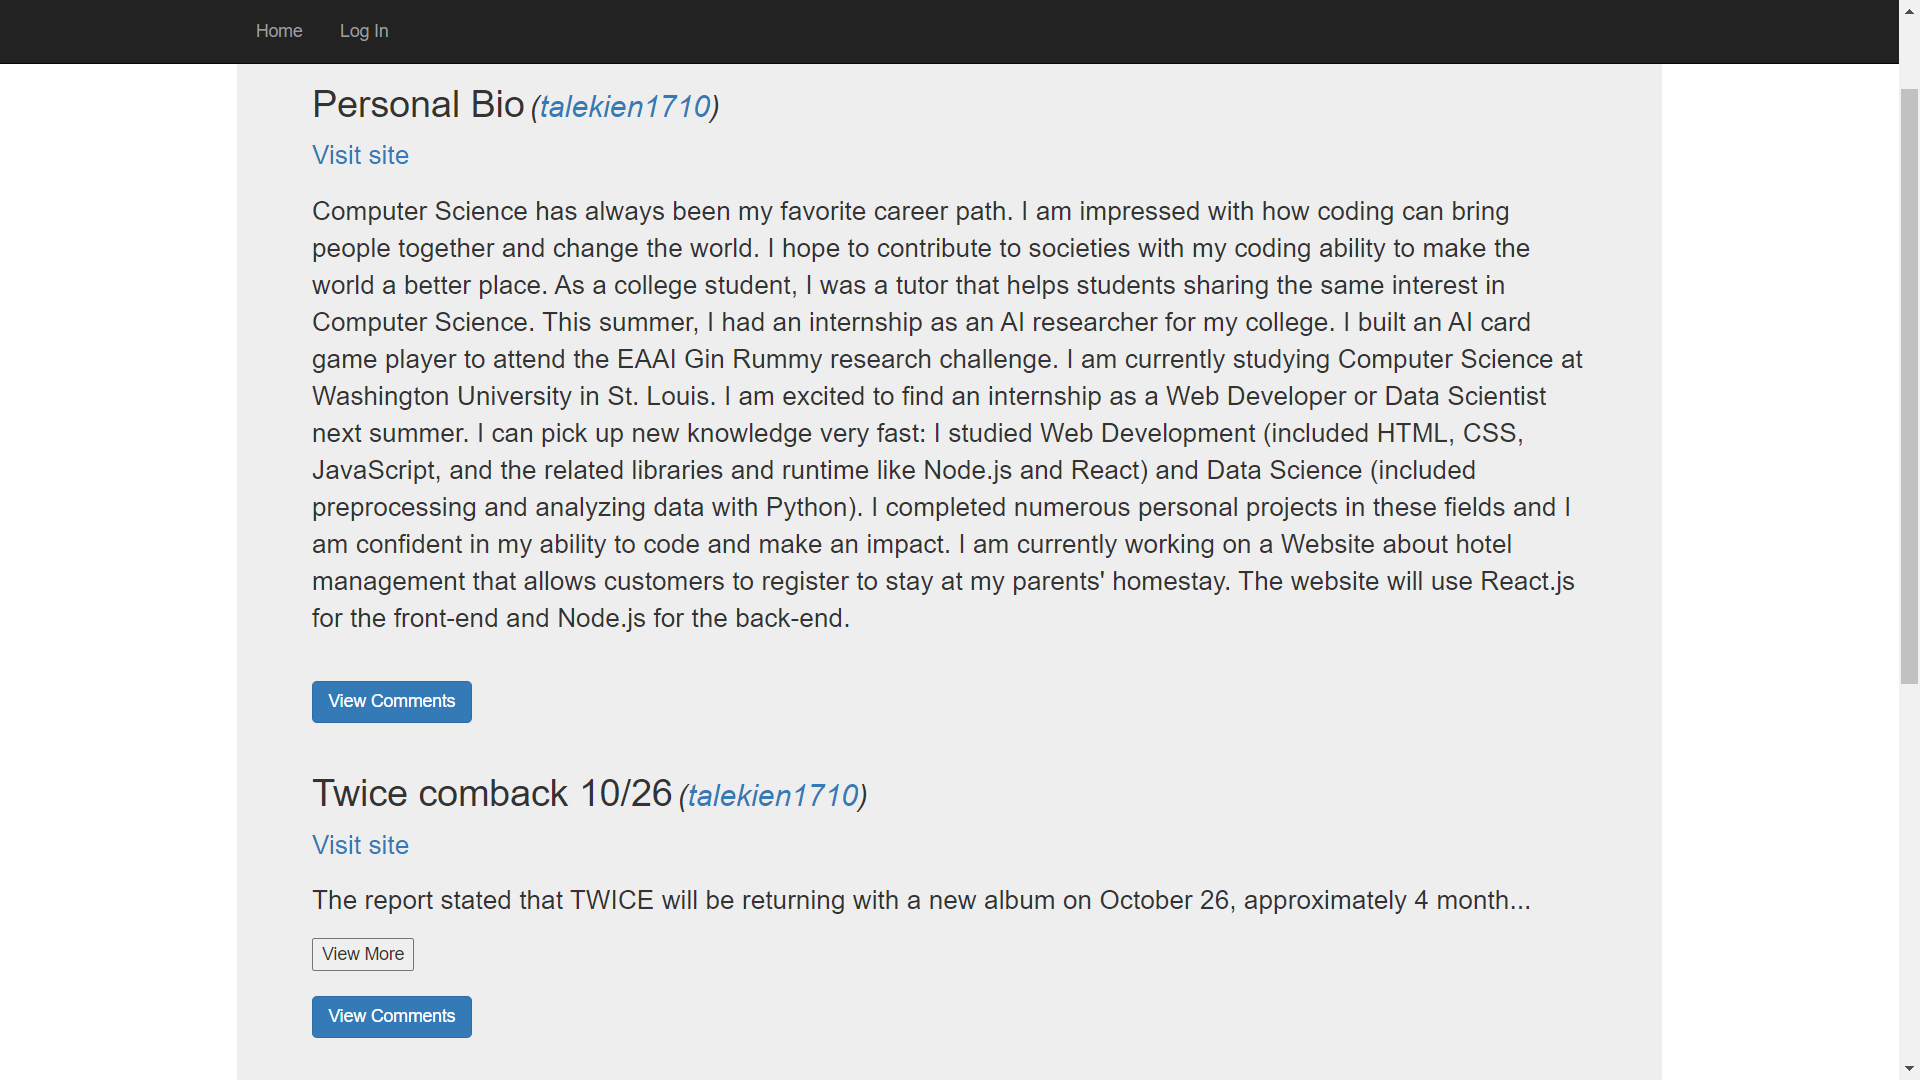 Home Log In
Personal Bio (talekien1710)
Visit site
Computer Science has always been my favorite career path. I am impressed with how coding can bring
people together and change the world. I hope to contribute to societies with my coding ability to make the
world a better place. As a college student, I was a tutor that helps students sharing the same interest in
Computer Science. This summer, I had an internship as an AI researcher for my college. I built an AI card
game player to attend the EAAI Gin Rummy research challenge. I am currently studying Computer Science at
Washington University in St. Louis. I am excited to find an internship as a Web Developer or Data Scientist
next summer. I can pick up new knowledge very fast: I studied Web Development (included HTML, CSS,
JavaScript, and the related libraries and runtime like Node.js and React) and Data Science (included
preprocessing and analyzing data with Python). I completed numerous personal projects in these fields and I
am confident in my ability to code and make an impact. I am currently working on a Website about hotel
management that allows customers to register to stay at my parents' homestay. The website will use React.js
for the front-end and Node.js for the back-end.
View Comments
Twice comback 10/26 (talekien1710)
Visit site
The report stated that TWICE will be returning with a new album on October 26, approximately 4 month...
View More
View Comments